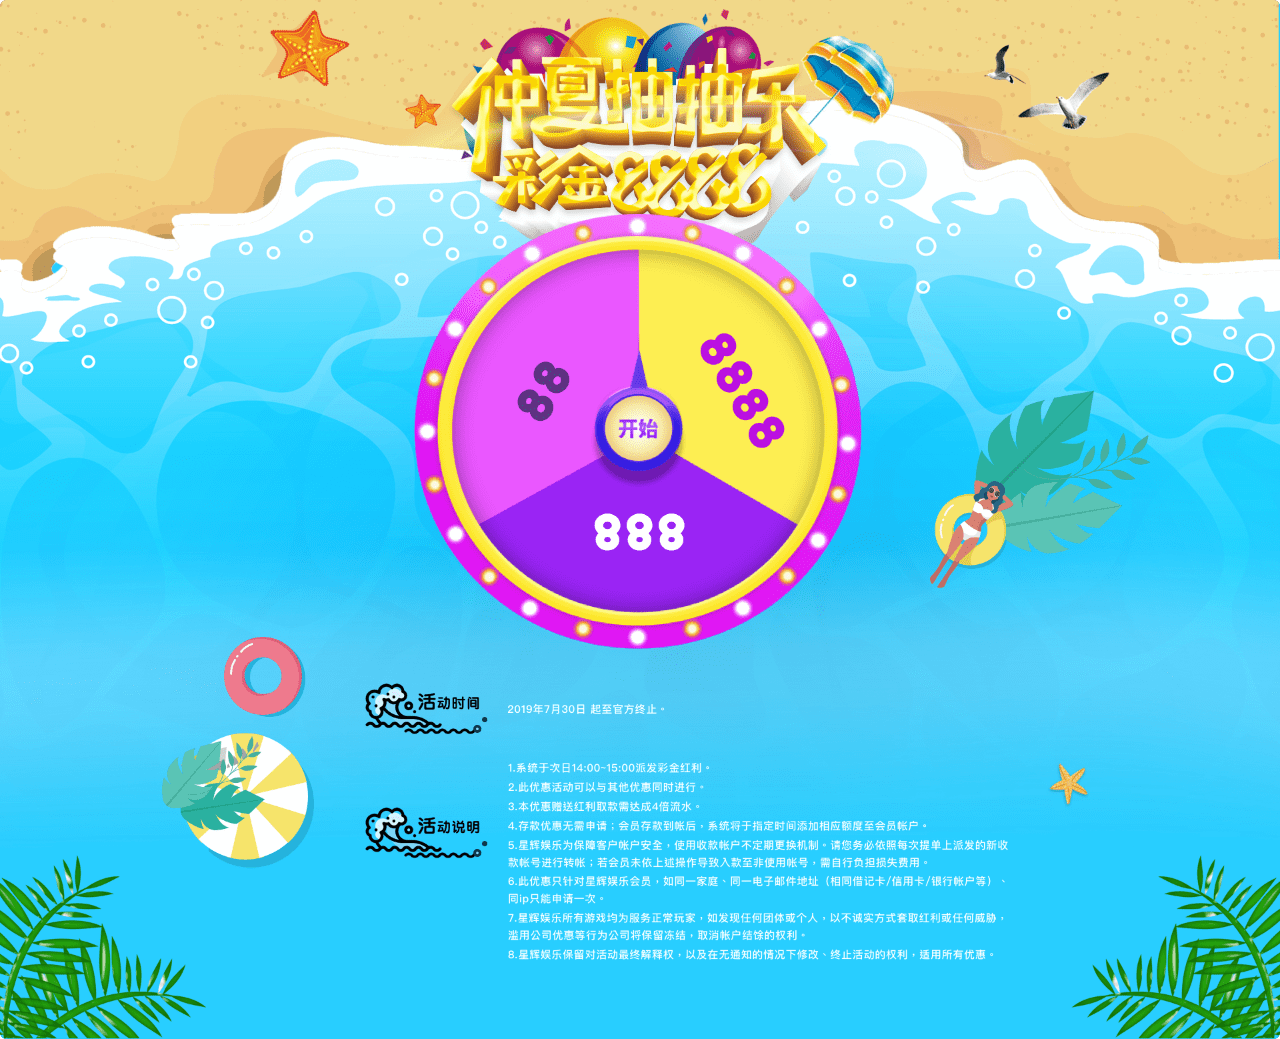 仲夏抽抽乐
彩金8888
88
8888
开始
888
活动时间
2019年7月30日 起至官方终止。
活动说明
1.系统于次日14:00~15:00派发彩金红利。
2.此优惠活动可以与其他优惠同时进行。
3.本优惠赠送红利取款需达成4倍流水。
4.存款优惠无需申请；会员存款到帐后，系统将于指定时间添加相应额度至会员帐户。
5.星辉娱乐为保障客户帐户安全，使用收款帐户不定期更换机制。请您务必依照每次提单上派发的新收
款帐号进行转帐；若会员未依上述操作导致入款至非使用帐号，需自行负担损失费用。
6.此优惠只针对星辉娱乐会员，如同一家庭、同一电子邮件地址（相同借记卡/信用卡/银行帐户等）、
同ip只能申请一次。
7.星辉娱乐所有游戏均为服务正常玩家，如发现任何团体或个人，以不诚实方式套取红利或任何威胁，
滥用公司优惠等行为公司将保留冻结，取消帐户结馀的权利。
8.星辉娱乐保留对活动最终解释权，以及在无通知的情况下修改、终止活动的权利，适用所有优惠。